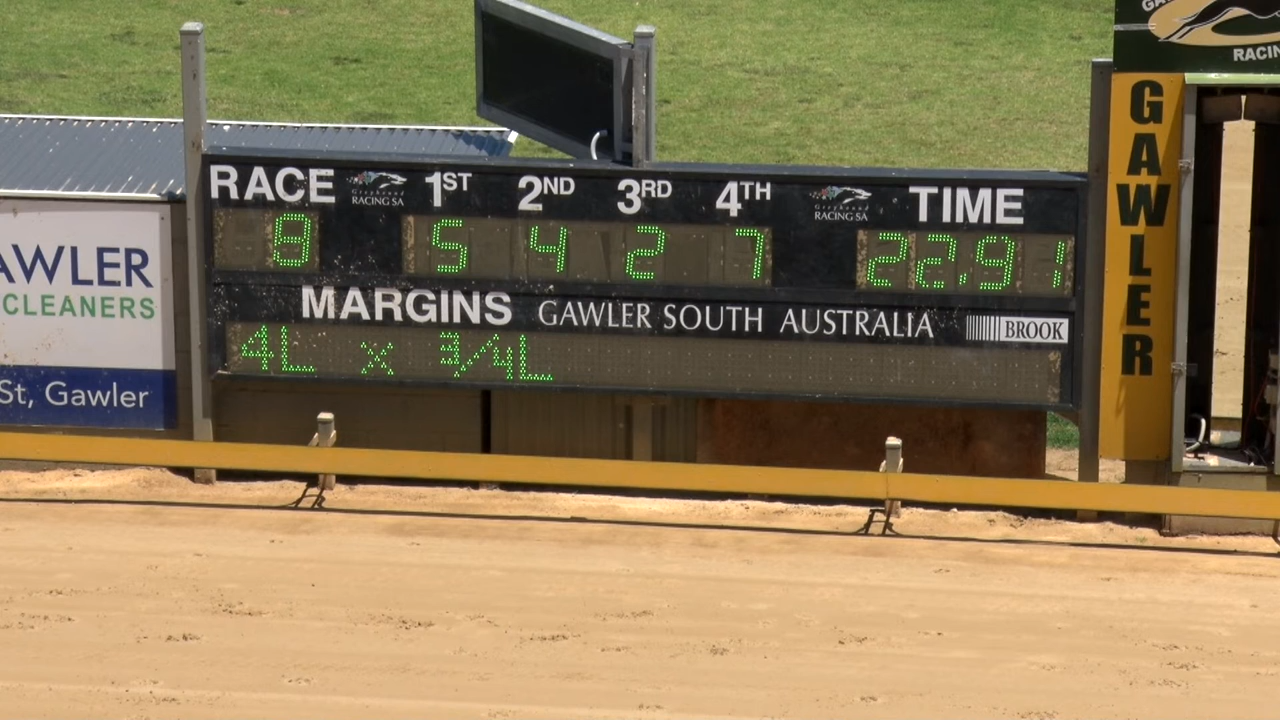 GA
RACIN
RACE Greyhound RACING SA 1ST 2ND 3RD 4TH Greyhound RACING SA TIME
8 5 4 2 7 22.91
MARGINS GAWLER SOUTH AUSTRALIA BROOK
4L x 3/4L
AWLER
CLEANERS
St, Gawler
GAWLER